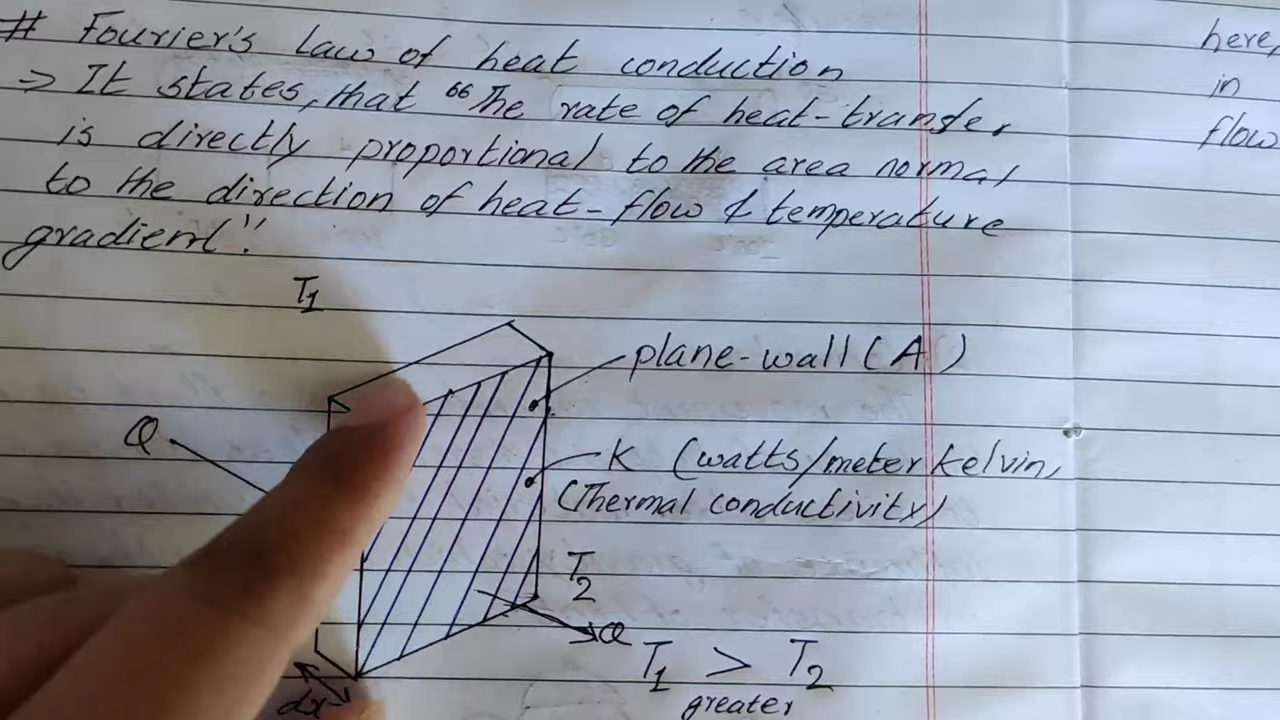 # Fourier's Law of heat conduction
⇒ It states, that "The rate of heat-transfer
is directly proportional to the area normal
to the direction of heat-flow & temperature
gradient".
T1
plane-wall (A)
Q
K (watts/meter kelvin)
(Thermal conductivity)
T2
Q
T1 > T2
greater
dx
here,
in
flow